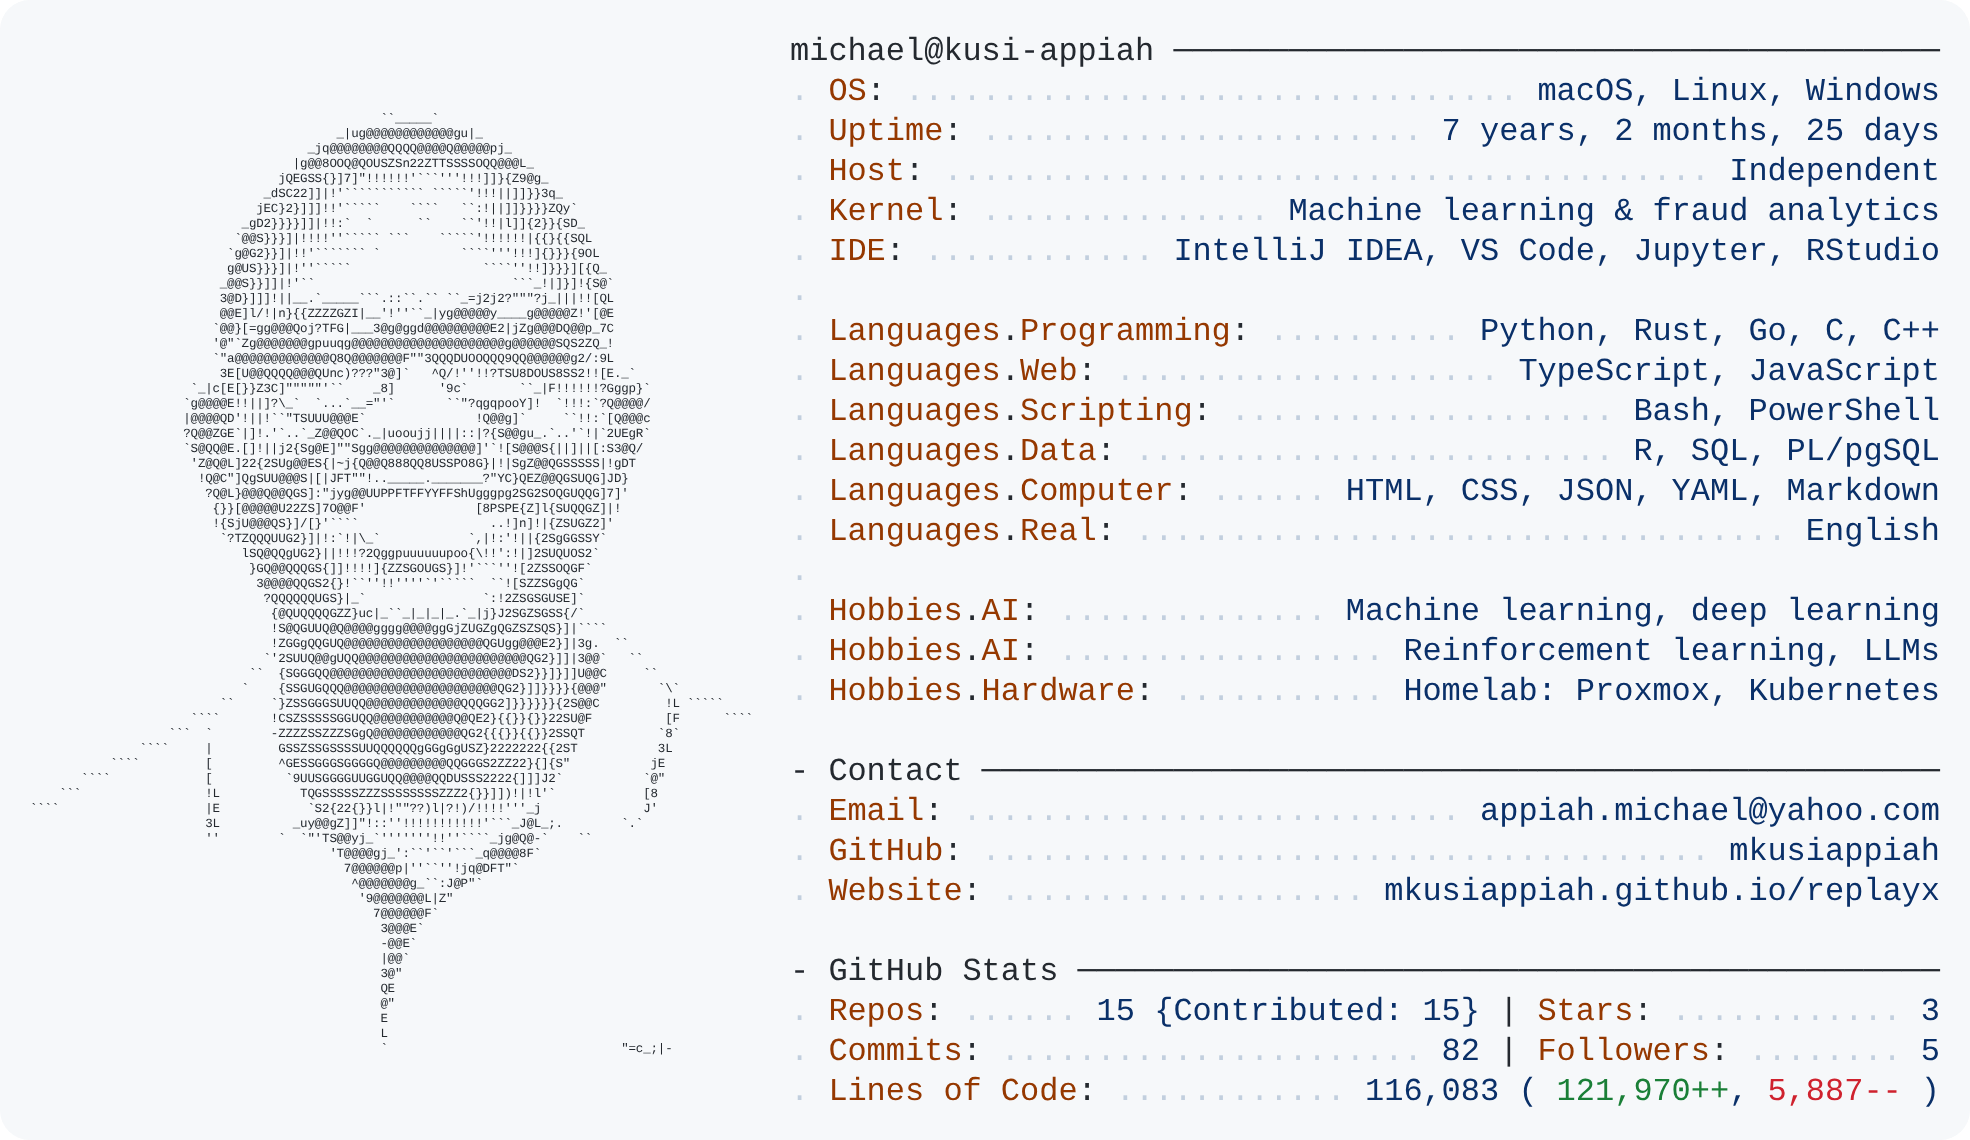 michael@kusi-appiah
. OS: ................................ macOS, Linux, Windows
. Uptime: ....................... 7 years, 2 months, 25 days
. Host: ........................................ Independent
. Kernel: ............... Machine learning & fraud analytics
. IDE: ............ IntelliJ IDEA, VS Code, Jupyter, RStudio
.
. Languages.Programming: .......... Python, Rust, Go, C, C++
. Languages.Web: .................... TypeScript, JavaScript
. Languages.Scripting: .................... Bash, PowerShell
. Languages.Data: ......................... R, SQL, PL/pgSQL
. Languages.Computer: ...... HTML, CSS, JSON, YAML, Markdown
. Languages.Real: .................................. English
.
. Hobbies.AI: .............. Machine learning, deep learning
. Hobbies.AI: ................. Reinforcement learning, LLMs
. Hobbies.Hardware: ........... Homelab: Proxmox, Kubernetes
- Contact
. Email: ........................... appiah.michael@yahoo.com
. GitHub: ...................................... mkusiappiah
. Website: ................... mkusiappiah.github.io/replayx
- GitHub Stats
. Repos: ...... 15 {Contributed: 15} | Stars: ............ 3
. Commits: ...................... 82 | Followers: ........ 5
. Lines of Code: ............ 116,083 ( 121,970++, 5,887-- )